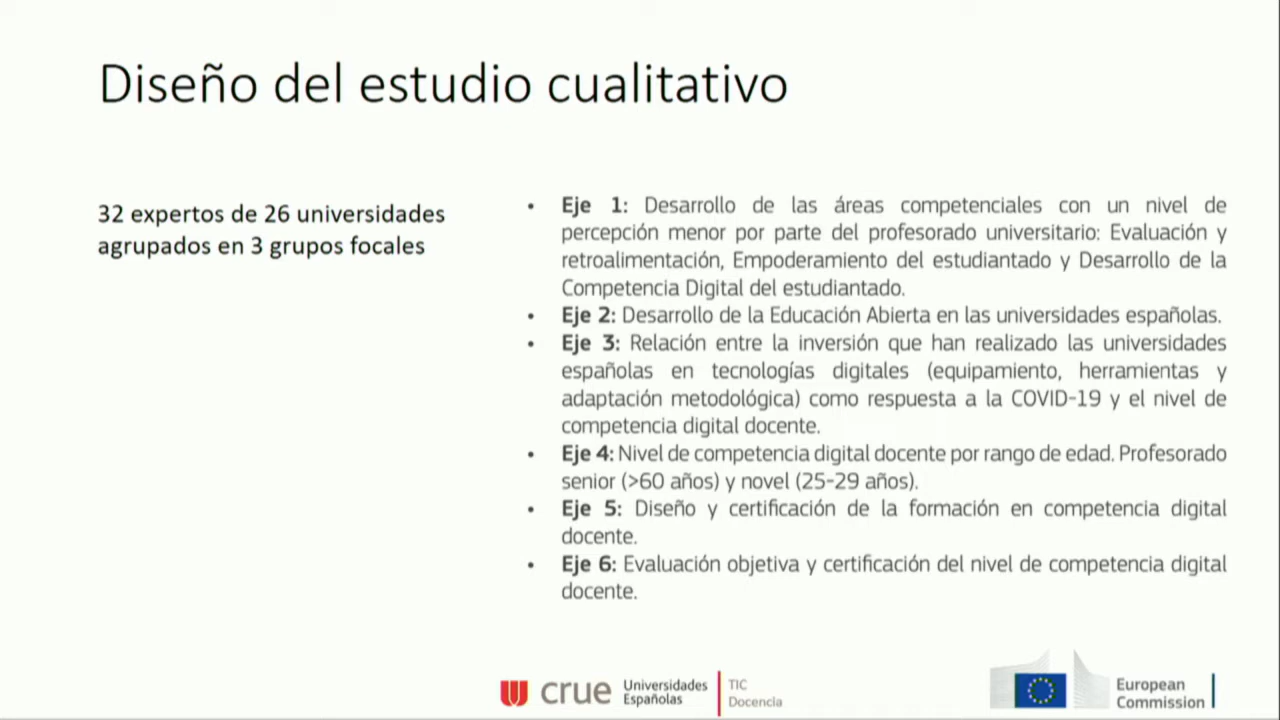 Diseño del estudio cualitativo
32 expertos de 26 universidades
agrupados en 3 grupos focales
• Eje 1: Desarrollo de las áreas competenciales con un nivel de
percepción menor por parte del profesorado universitario: Evaluación y
retroalimentación, Empoderamiento del estudiantado y Desarrollo de la
Competencia Digital del estudiantado.
• Eje 2: Desarrollo de la Educación Abierta en las universidades españolas.
• Eje 3: Relación entre la inversión que han realizado las universidades
españolas en tecnologías digitales (equipamiento, herramientas y
adaptación metodológica) como respuesta a la COVID-19 y el nivel de
competencia digital docente.
• Eje 4: Nivel de competencia digital docente por rango de edad. Profesorado
senior (>60 años) y novel (25-29 años).
• Eje 5: Diseño y certificación de la formación en competencia digital
docente.
• Eje 6: Evaluación objetiva y certificación del nivel de competencia digital
docente.
crue
Universidades
Españolas
TIC
Docencia
European
Commission